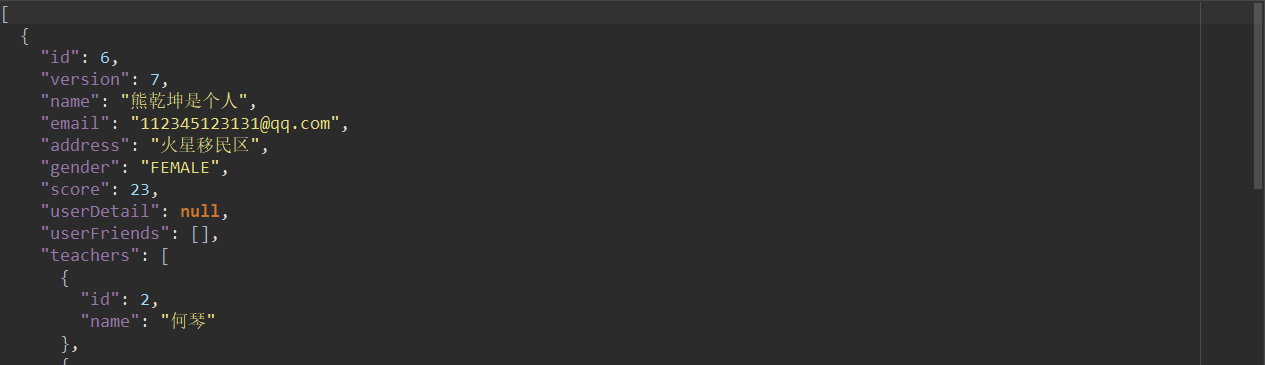 [
  {
    "id": 6,
    "version": 7,
    "name": "熊乾坤是个人",
    "email": "112345123131@qq.com",
    "address": "火星移民区",
    "gender": "FEMALE",
    "score": 23,
    "userDetail": null,
    "userFriends": [],
    "teachers": [
      {
        "id": 2,
        "name": "何琴"
      },
      {